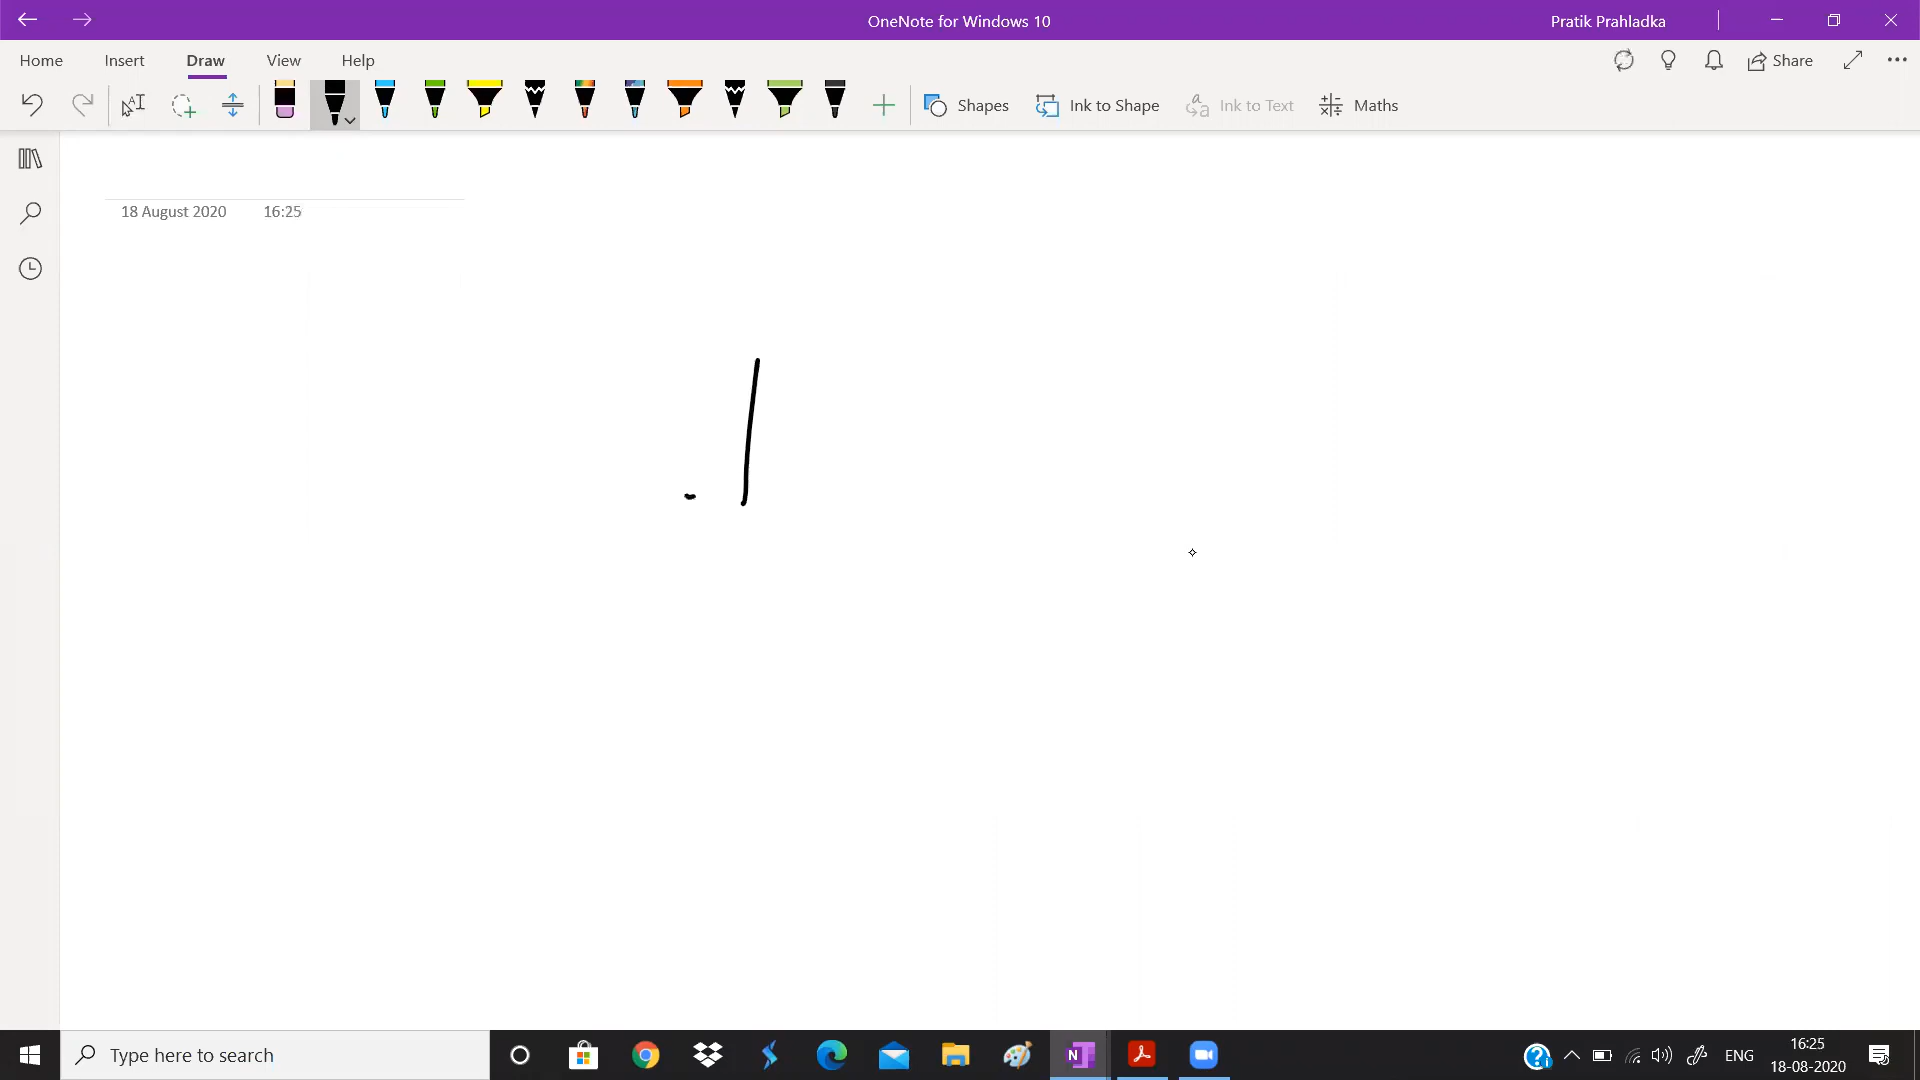 OneNote for Windows 10
Pratik Prahladka
Home Insert Draw View Help
Share
Shapes Ink to Shape Ink to Text Maths
18 August 2020 16:25
.1
Type here to search
ENG
16:25
18-08-2020